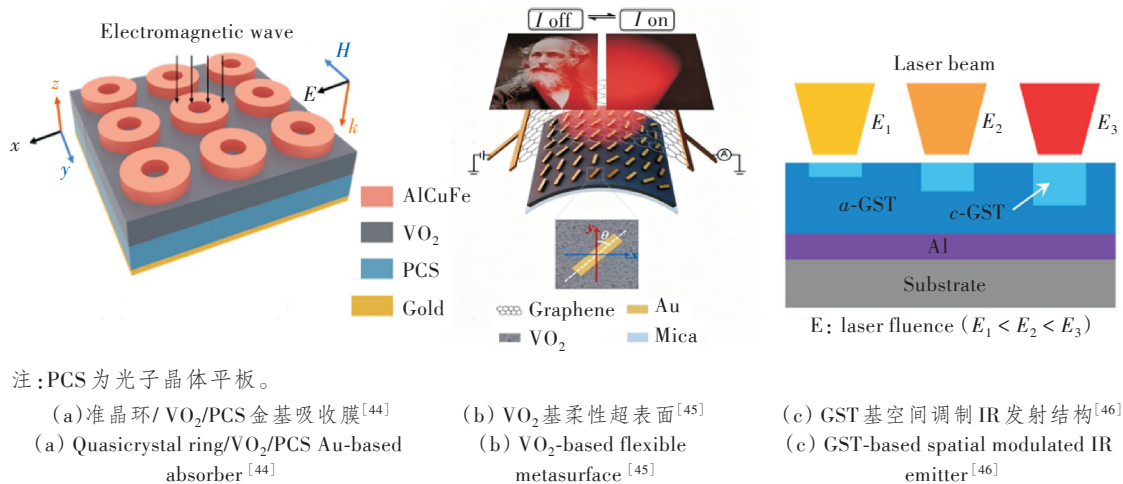 Electromagnetic wave
H
E
k
z
x
y
AlCuFe
VO₂
PCS
Gold
I off ⇌ I on
A
y
θ
x
Graphene
Au
VO₂
Mica
Laser beam
E₁
E₂
E₃
a-GST
c-GST
Al
Substrate
E: laser fluence (E₁ < E₂ < E₃)
注:PCS为光子晶体平板。
(a)准晶环/ VO₂/PCS金基吸收膜[44]
(a) Quasicrystal ring/VO₂/PCS Au-based
absorber [44]
(b) VO₂基柔性超表面[45]
(b) VO₂-based flexible
metasurface [45]
(c) GST基空间调制IR发射结构[46]
(c) GST-based spatial modulated IR
emitter[46]